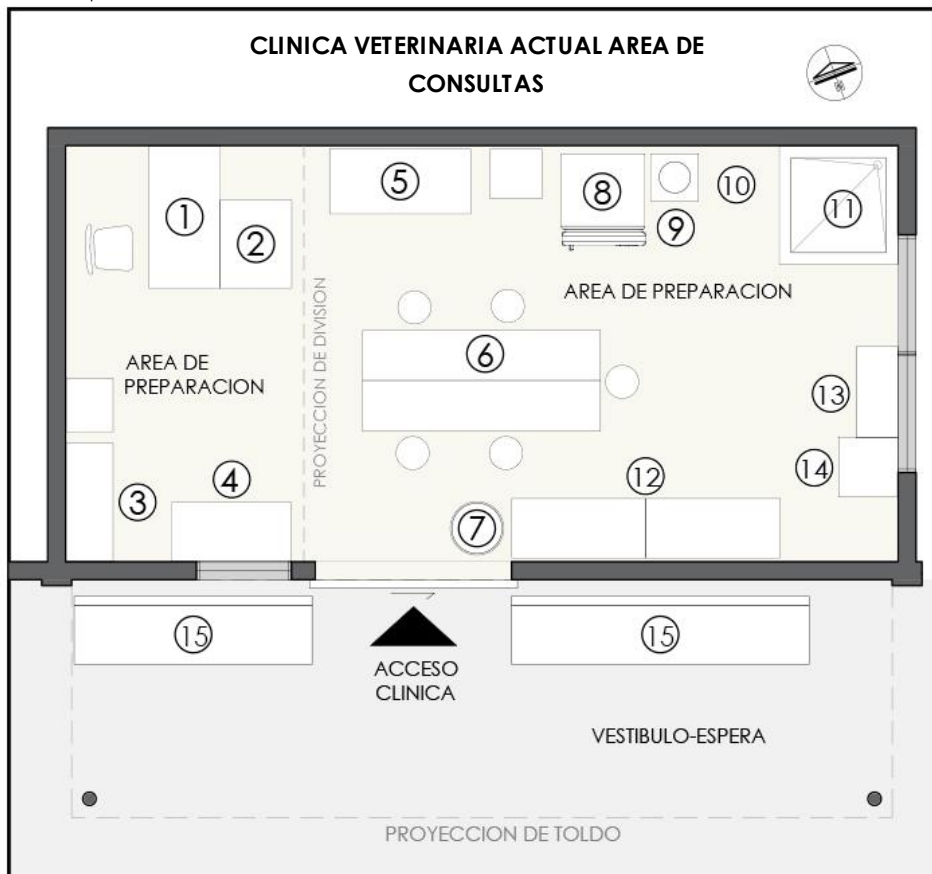 CLINICA VETERINARIA ACTUAL AREA DE
CONSULTAS
1
2
5
8
9
10
11
AREA DE PREPARACION
PROYECCION DE DIVISION
6
AREA DE
PREPARACION
13
14
3
4
7
12
15
ACCESO
CLINICA
15
VESTIBULO-ESPERA
PROYECCION DE TOLDO